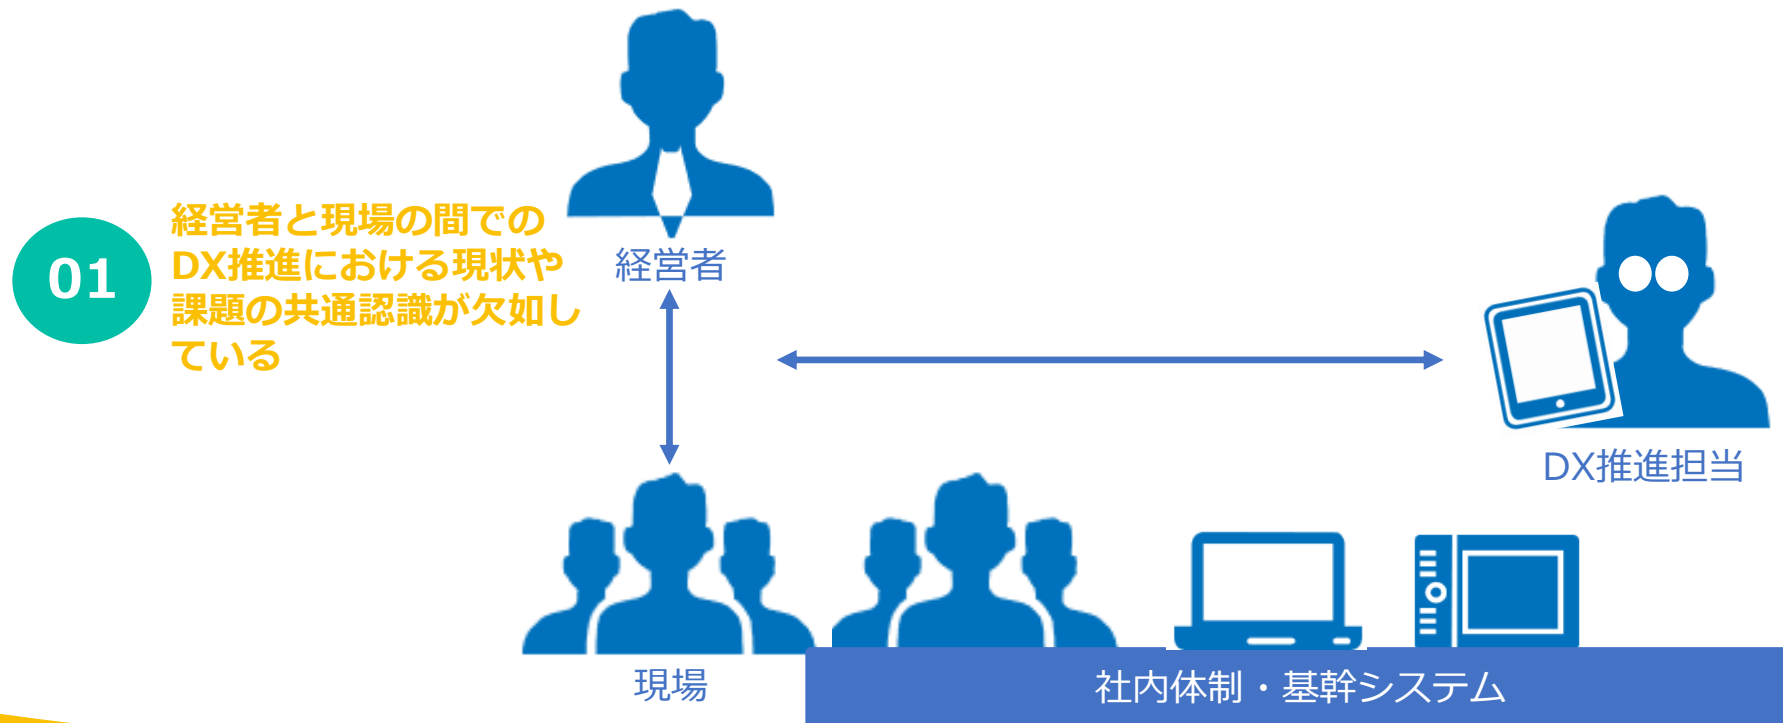 01
経営者と現場の間での
DX推進における現状や
課題の共通認識が欠如し
ている
経営者
DX推進担当
現場
社内体制・基幹システム